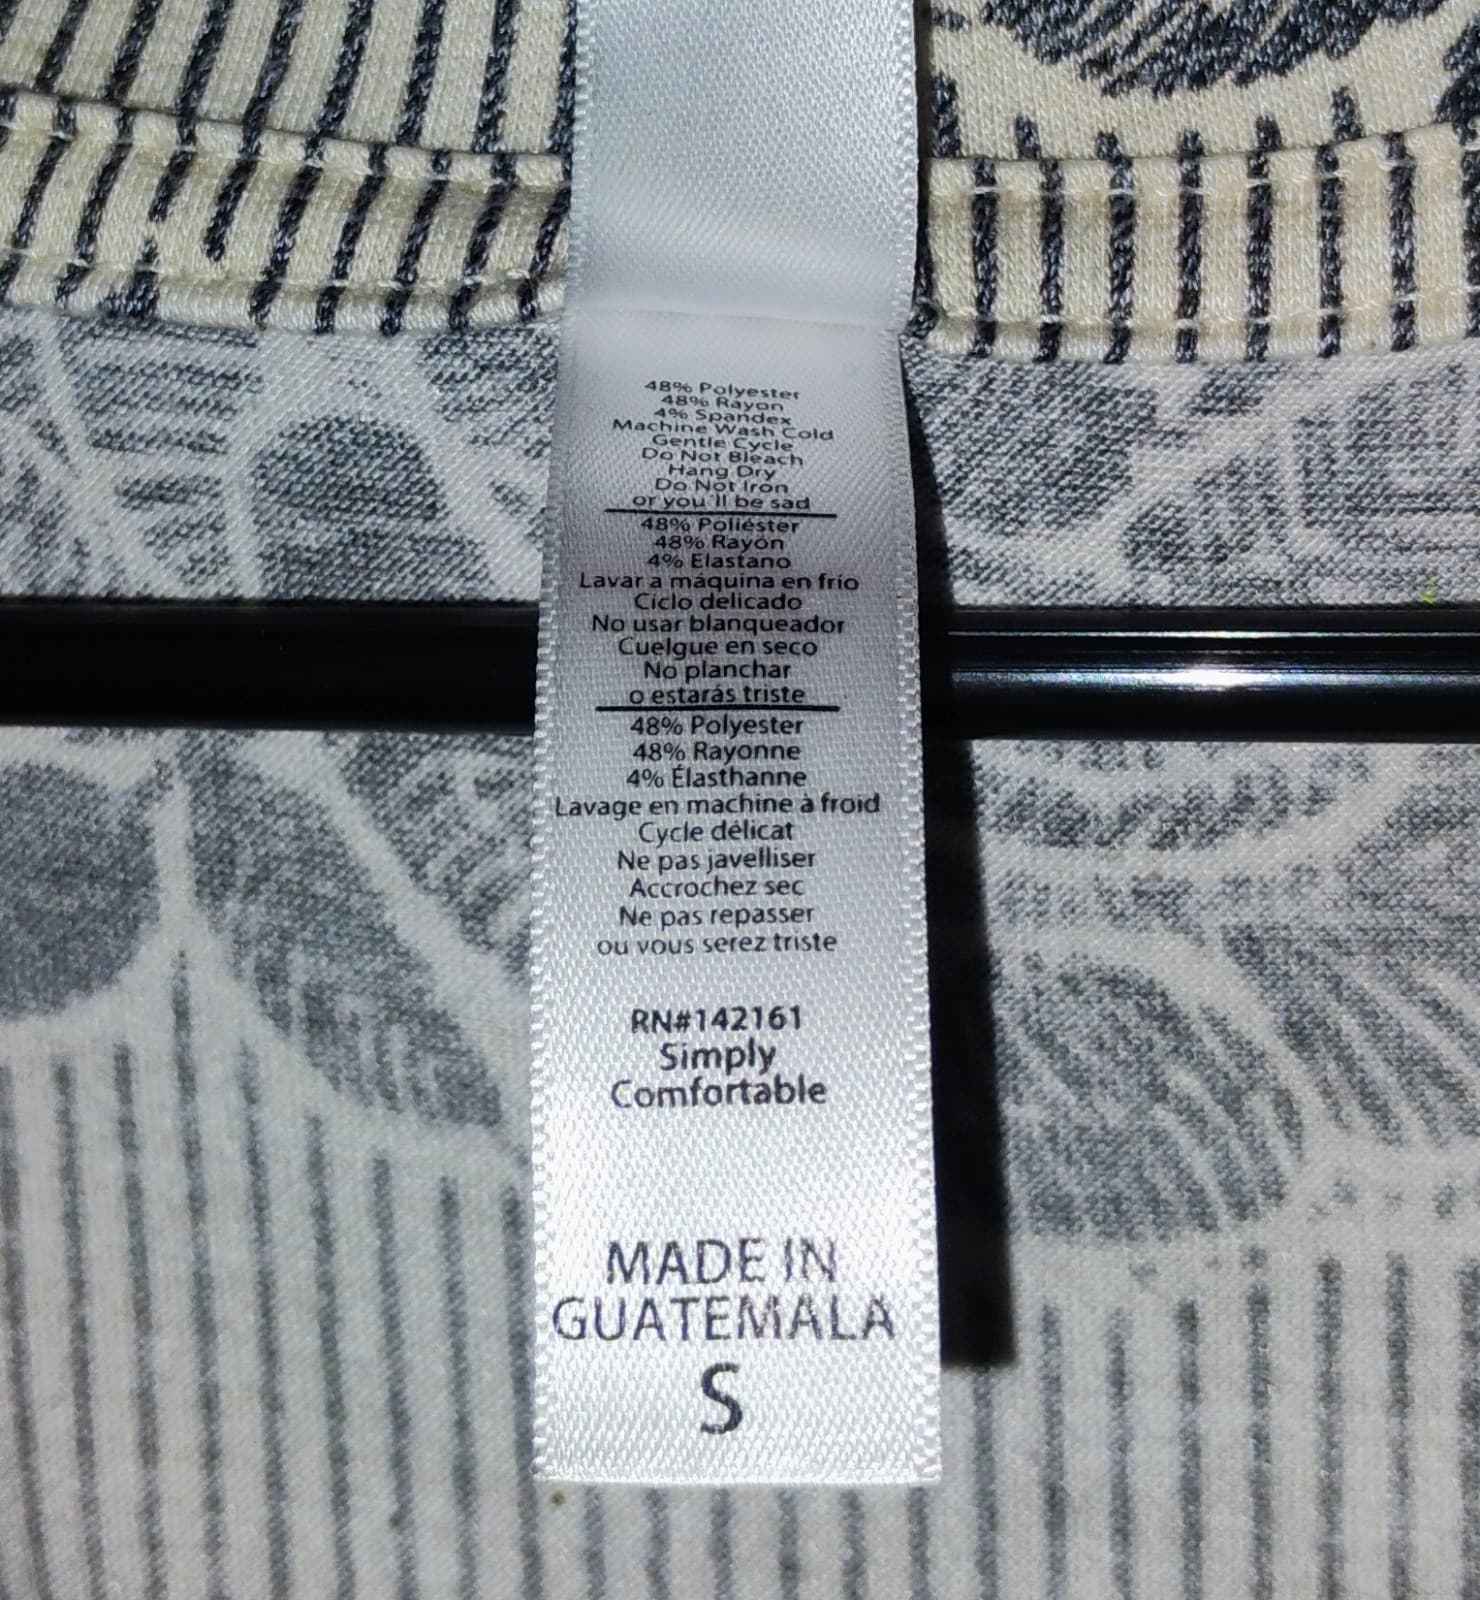 48% Polyester
48% Rayon
4% Spandex
Machine Wash Cold
Gentle Cycle
Do Not Bleach
Hang Dry
Do Not Iron
or you'll be sad
48% Poliéster
48% Rayón
4% Elastano
Lavar a máquina en frío
Ciclo delicado
No usar blanqueador
Cuelgue en seco
No planchar
o estarás triste
48% Polyester
48% Rayonne
4% Élasthanne
Lavage en machine à froid
Cycle délicat
Ne pas javelliser
Accrochez sec
Ne pas repasser
ou vous serez triste
RN#142161
Simply
Comfortable
MADE IN
GUATEMALA
S